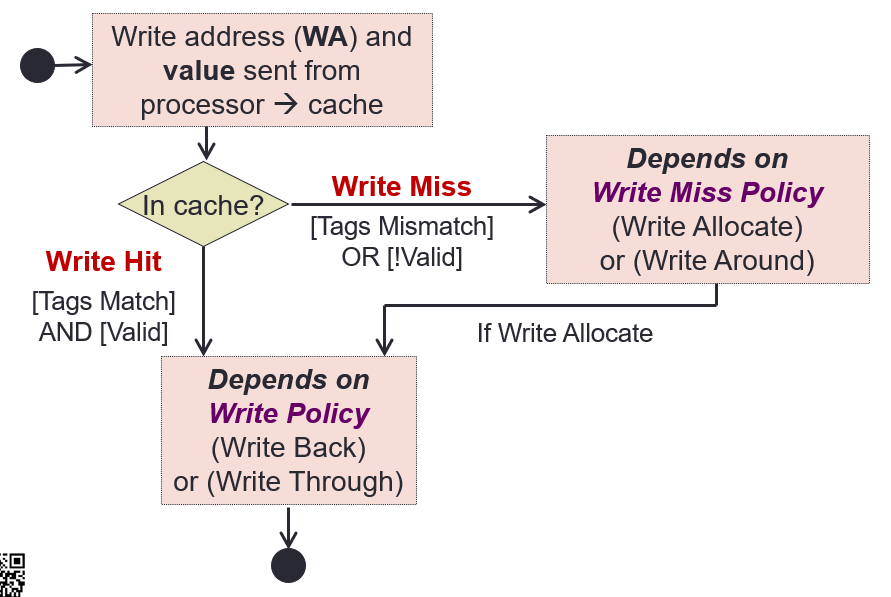 Write address (WA) and
value sent from
processor → cache
In cache?
Write Miss
[Tags Mismatch]
OR [!Valid]
Depends on
Write Miss Policy
(Write Allocate)
or (Write Around)
Write Hit
[Tags Match]
AND [Valid]
If Write Allocate
Depends on
Write Policy
(Write Back)
or (Write Through)